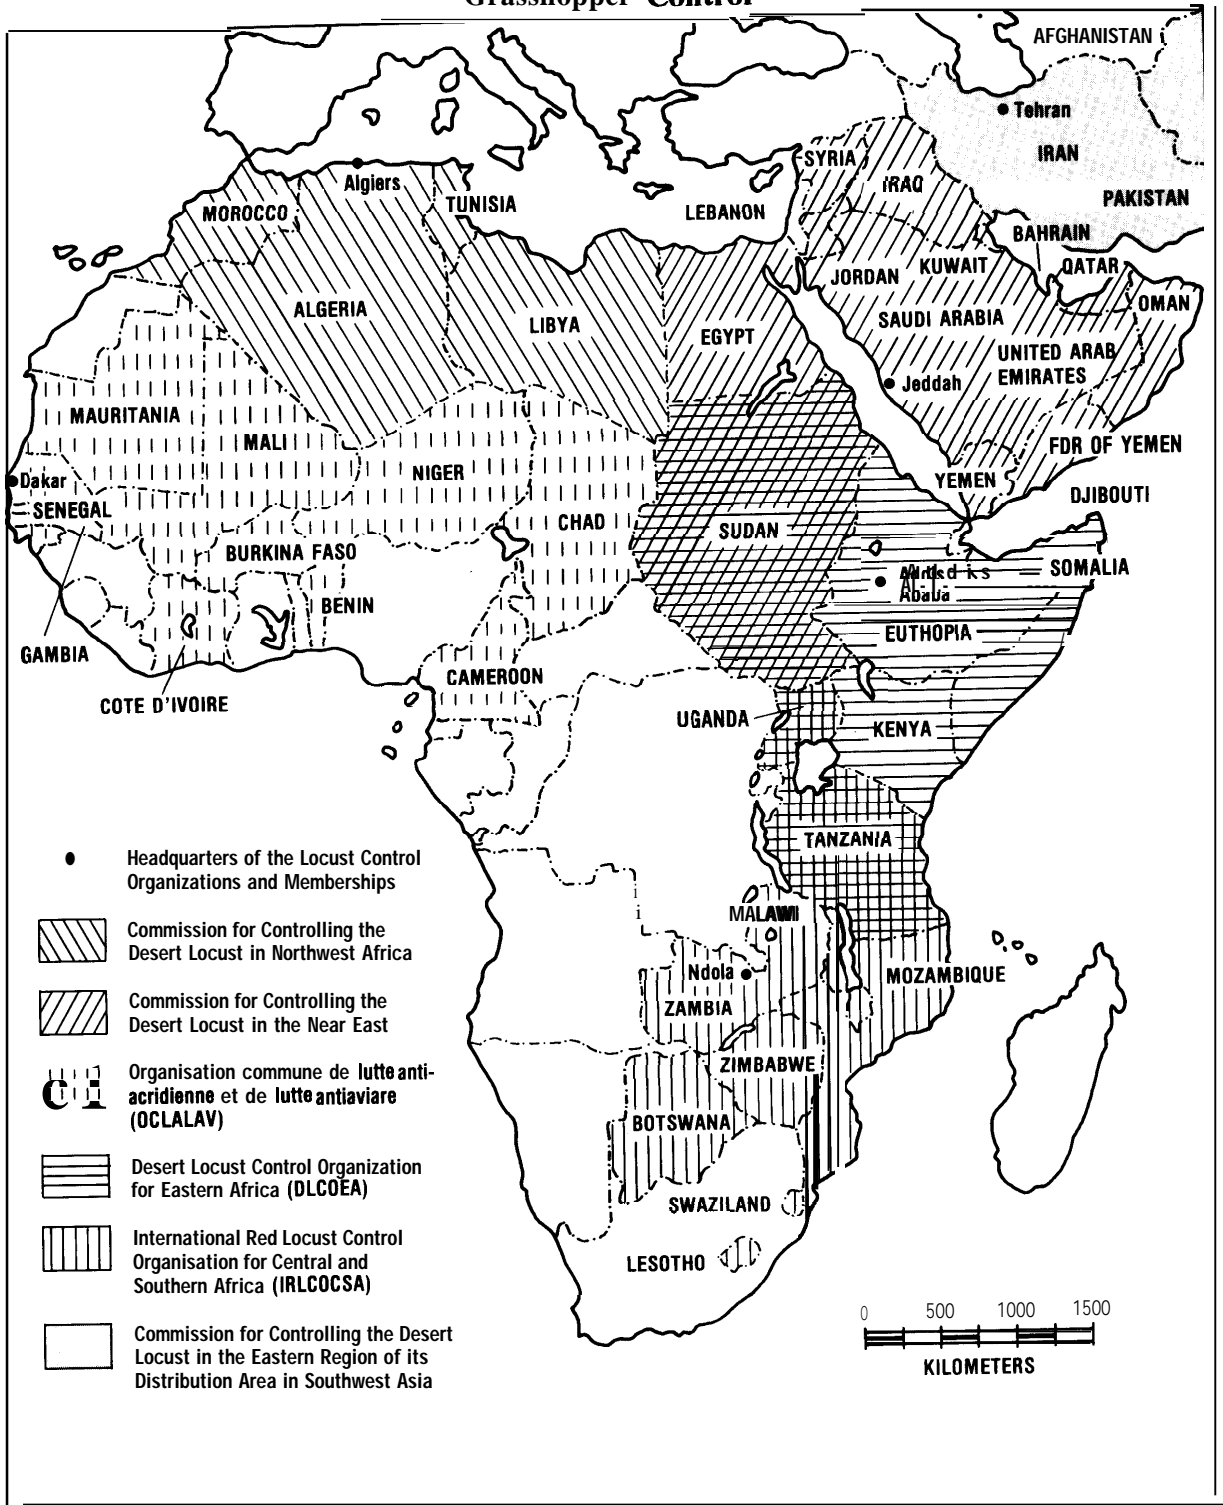 Grasshopper Control
AFGHANISTAN
Tehran
IRAN
PAKISTAN
SYRIA
IRAQ
Algiers
MOROCCO
TUNISIA
LEBANON
BAHRAIN
JORDAN
KUWAIT
QATAR
OMAN
ALGERIA
LIBYA
EGYPT
SAUDI ARABIA
UNITED ARAB
EMIRATES
Jeddah
MAURITANIA
MALI
NIGER
CHAD
FDR OF YEMEN
YEMEN
DJIBOUTI
Dakar
SENEGAL
SUDAN
BURKINA FASO
SOMALIA
Ababa
BENIN
EUTHOPIA
GAMBIA
CAMEROON
COTE D'IVOIRE
UGANDA
KENYA
TANZANIA
MALAWI
Ndola
MOZAMBIQUE
ZAMBIA
ZIMBABWE
BOTSWANA
SWAZILAND
LESOTHO
Headquarters of the Locust Control
Organizations and Memberships
Commission for Controlling the
Desert Locust in Northwest Africa
Commission for Controlling the
Desert Locust in the Near East
Organisation commune de lutte anti-
acridienne et de lutte antiaviare
(OCLALAV)
Desert Locust Control Organization
for Eastern Africa (DLCOEA)
International Red Locust Control
Organisation for Central and
Southern Africa (IRLCOCSA)
Commission for Controlling the Desert
Locust in the Eastern Region of its
Distribution Area in Southwest Asia
0 500 1000 1500
KILOMETERS